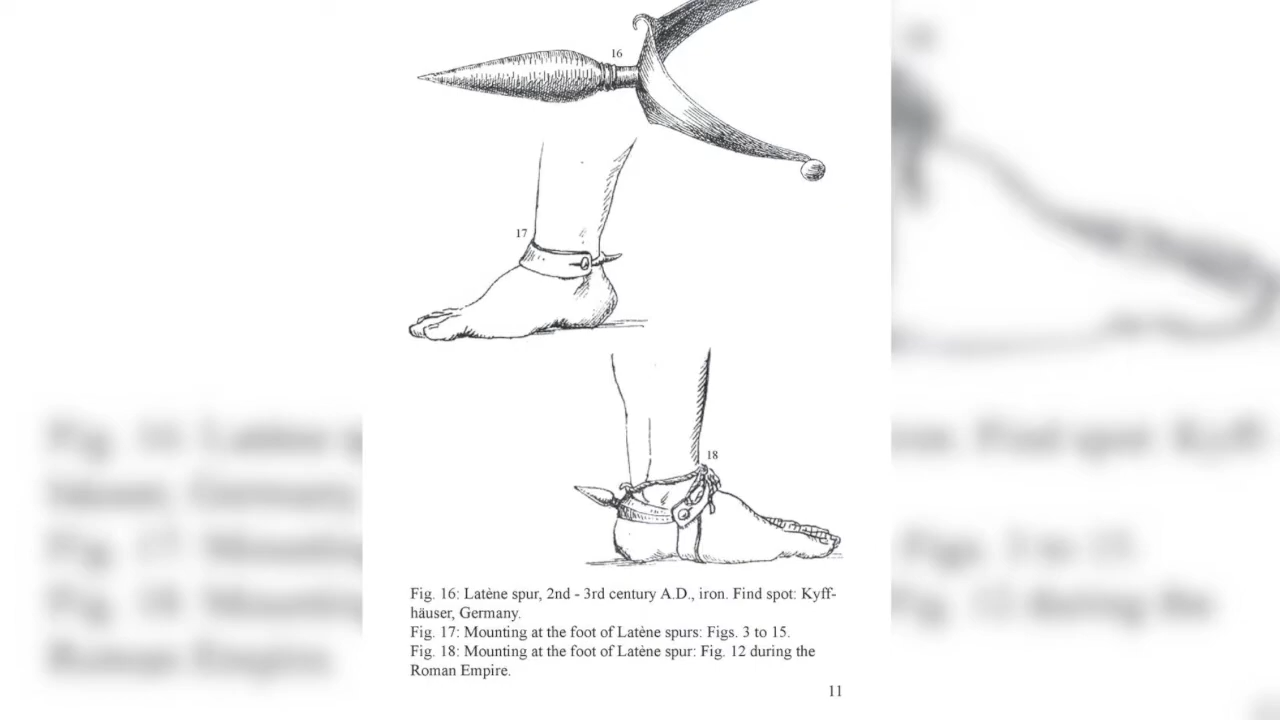 16
17
18
Fig. 16: Latène spur, 2nd - 3rd century A.D., iron. Find spot: Kyff-
häuser, Germany.
Fig. 17: Mounting at the foot of Latène spurs: Figs. 3 to 15.
Fig. 18: Mounting at the foot of Latène spur: Fig. 12 during the
Roman Empire.
11